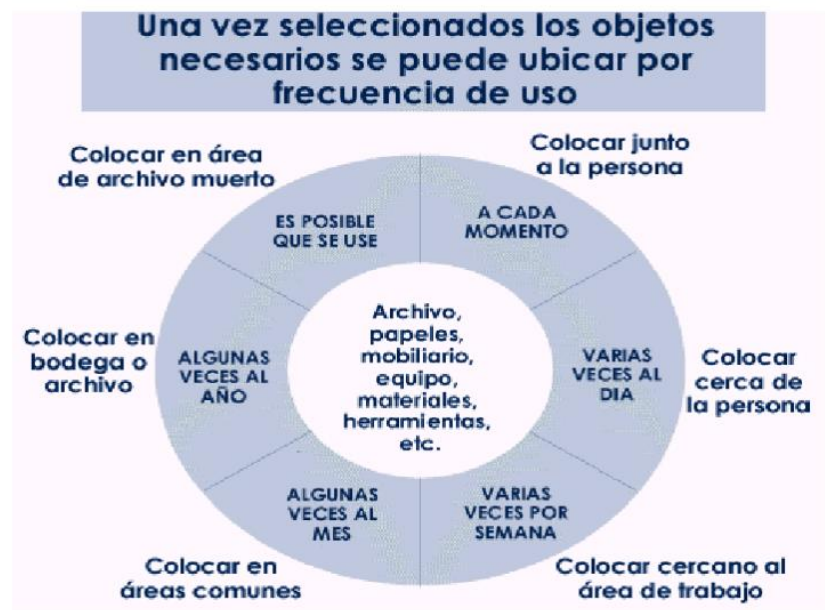 Una vez seleccionados los objetos
necesarios se puede ubicar por
frecuencia de uso
Colocar junto
a la persona
A CADA
MOMENTO
Colocar
cerca de
la persona
VARIAS
VECES AL
DIA
Colocar cercano al
área de trabajo
VARIAS
VECES POR
SEMANA
Colocar en
áreas comunes
ALGUNAS
VECES AL
MES
Colocar en
bodega o
archivo
ALGUNAS
VECES AL
AÑO
Colocar en área
de archivo muerto
ES POSIBLE
QUE SE USE
Archivo,
papeles,
mobiliario,
equipo,
materiales,
herramientas,
etc.